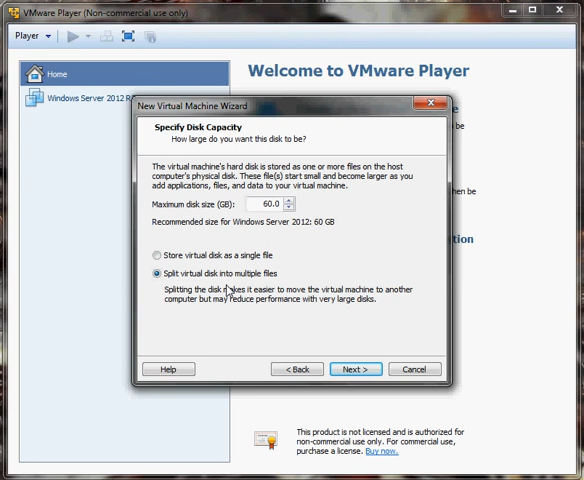 VMware Player (Non-commercial use only)
Player
Home
Windows Server 2012 R
Welcome to VMware Player
be
hen be
tion
New Virtual Machine Wizard
Specify Disk Capacity
How large do you want this disk to be?
The virtual machine's hard disk is stored as one or more files on the host
computer's physical disk. These file(s) start small and become larger as you
add applications, files, and data to your virtual machine.
Maximum disk size (GB): 60.0
Recommended size for Windows Server 2012: 60 GB
Store virtual disk as a single file
Split virtual disk into multiple files
Splitting the disk makes it easier to move the virtual machine to another
computer but may reduce performance with very large disks.
Help
< Back
Next >
Cancel
This product is not licensed and is authorized for
non-commercial use only. For commercial use,
purchase a license. Buy now.